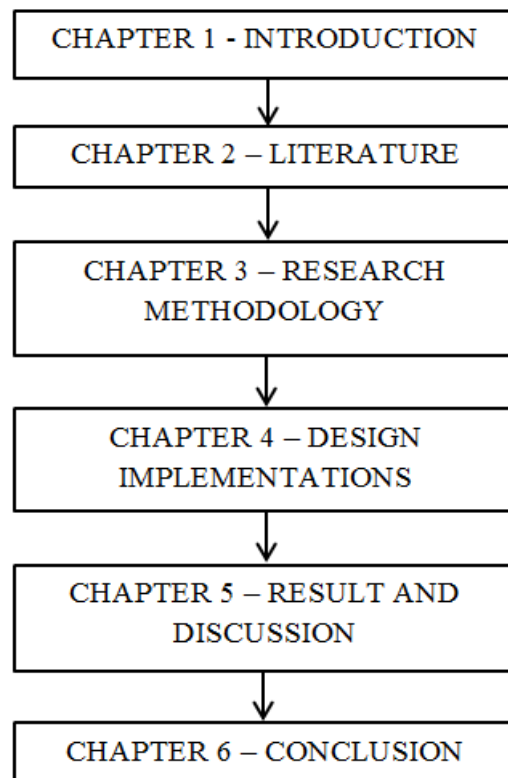 CHAPTER 1 - INTRODUCTION
CHAPTER 2 – LITERATURE
CHAPTER 3 – RESEARCH
METHODOLOGY
CHAPTER 4 – DESIGN
IMPLEMENTATIONS
CHAPTER 5 – RESULT AND
DISCUSSION
CHAPTER 6 – CONCLUSION